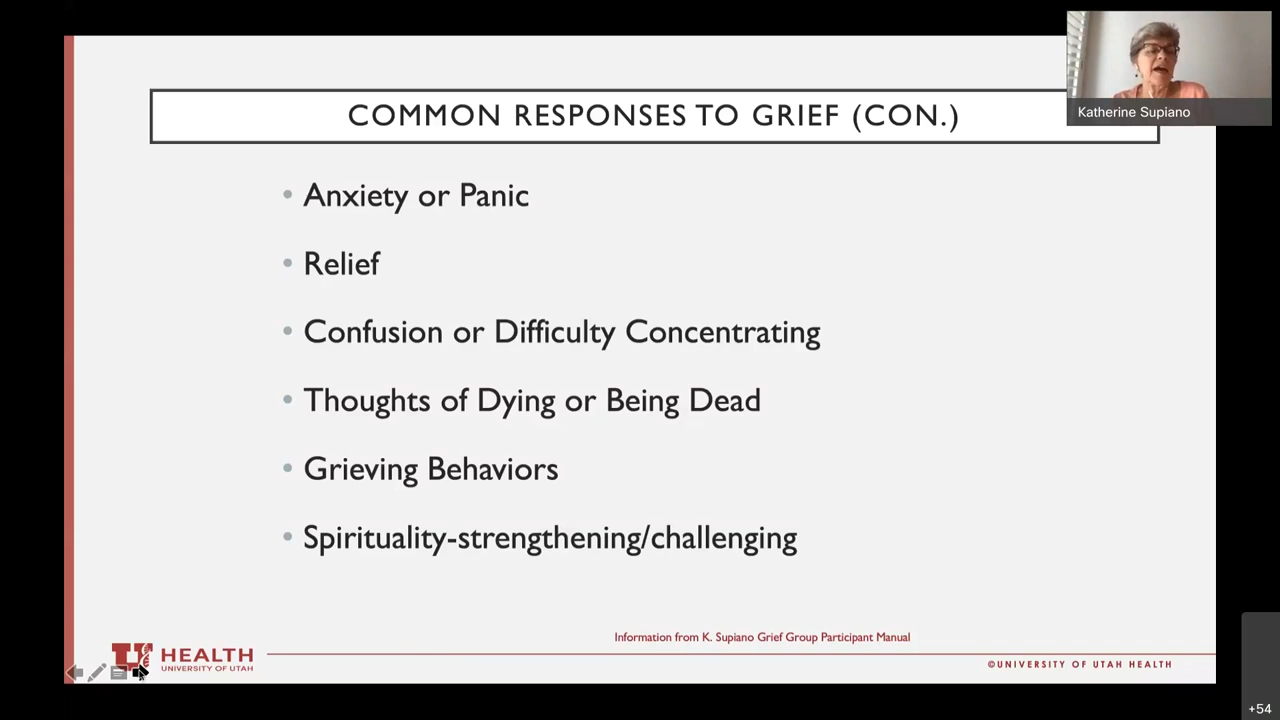 COMMON RESPONSES TO GRIEF (CON.)
Katherine Supiano
• Anxiety or Panic
• Relief
• Confusion or Difficulty Concentrating
• Thoughts of Dying or Being Dead
• Grieving Behaviors
• Spirituality-strengthening/challenging
Information from K. Supiano Grief Group Participant Manual
U HEALTH
UNIVERSITY OF UTAH
©UNIVERSITY OF UTAH HEALTH
+54